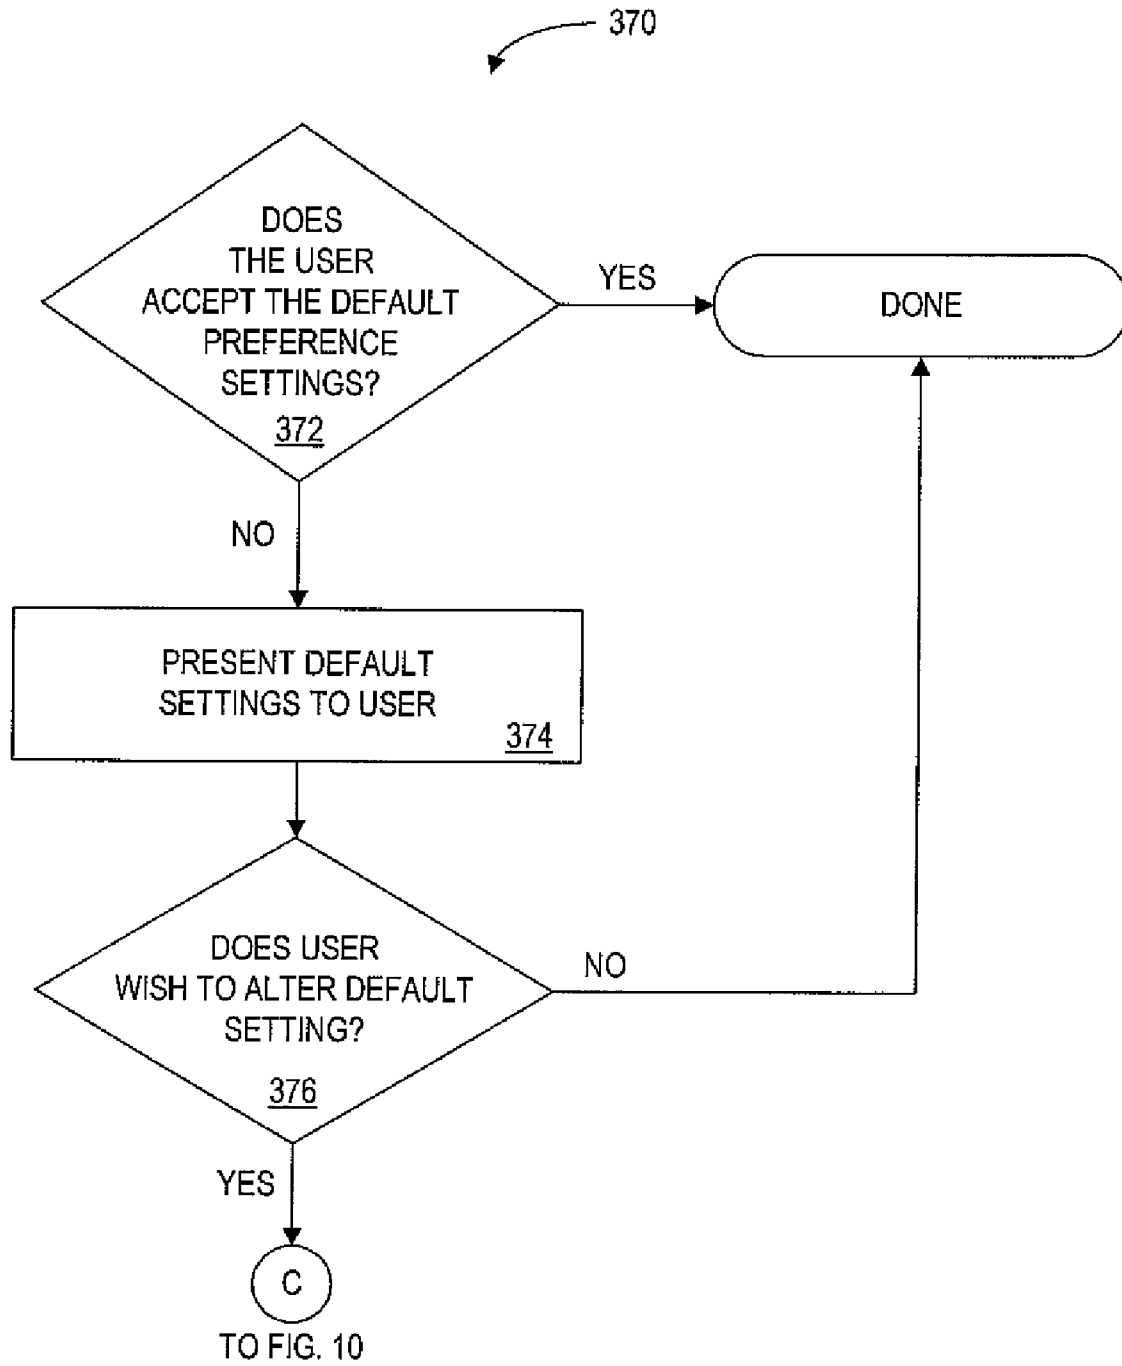 370
DOES
THE USER
ACCEPT THE DEFAULT
PREFERENCE
SETTINGS?
372
YES
DONE
NO
PRESENT DEFAULT
SETTINGS TO USER
374
DOES USER
WISH TO ALTER DEFAULT
SETTING?
376
NO
YES
C
TO FIG. 10